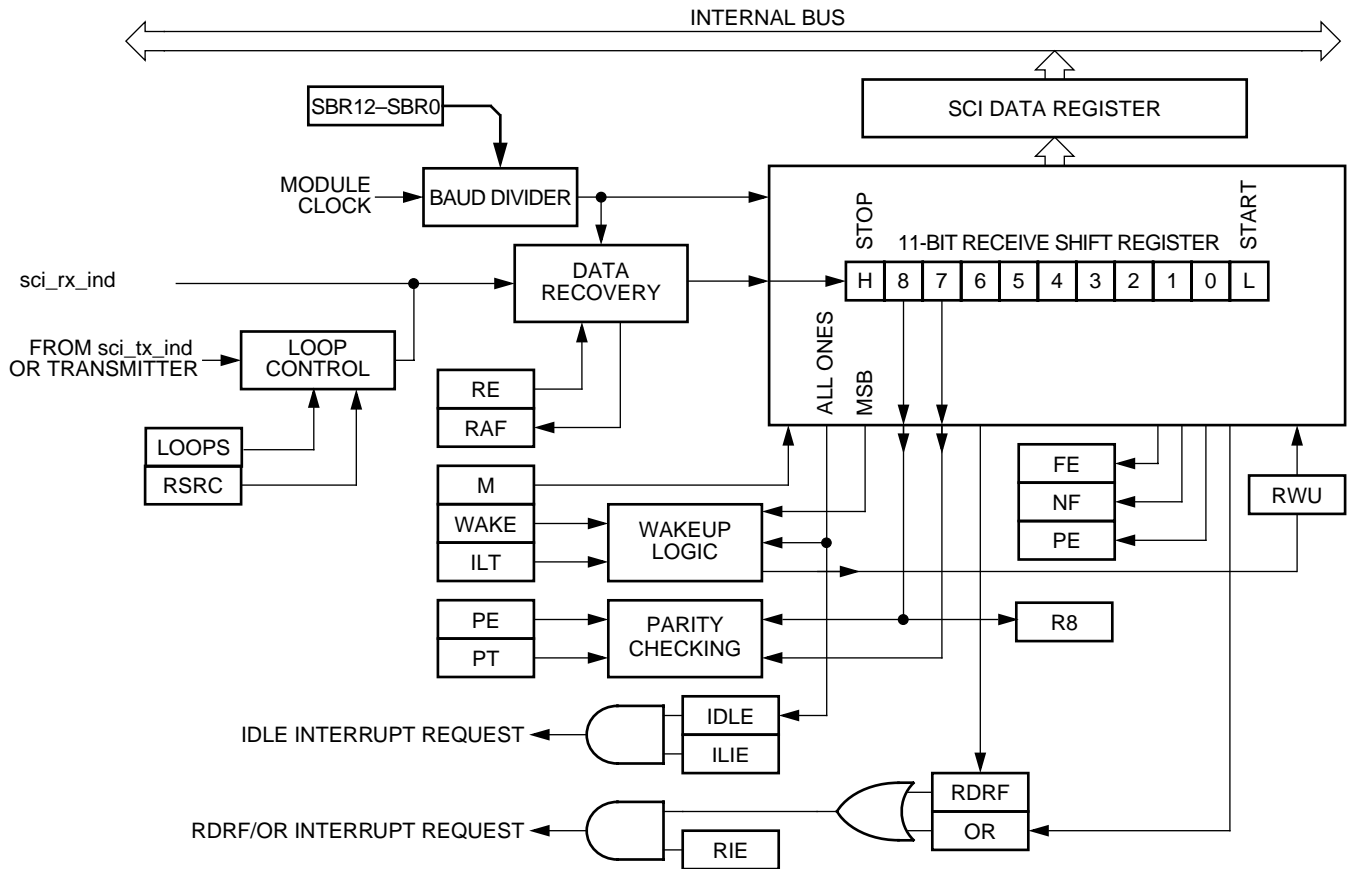 INTERNAL BUS
SBR12–SBR0
SCI DATA REGISTER
MODULE
CLOCK
BAUD DIVIDER
STOP
11-BIT RECEIVE SHIFT REGISTER
START
sci_rx_ind
DATA
RECOVERY
H 8 7 6 5 4 3 2 1 0 L
FROM sci_tx_ind
OR TRANSMITTER
LOOP
CONTROL
ALL ONES
MSB
RE
RAF
LOOPS
RSRC
M
WAKE
ILT
WAKEUP
LOGIC
FE
NF
PE
RWU
PE
PT
PARITY
CHECKING
R8
IDLE INTERRUPT REQUEST
IDLE
ILIE
RDRF/OR INTERRUPT REQUEST
RIE
RDRF
OR